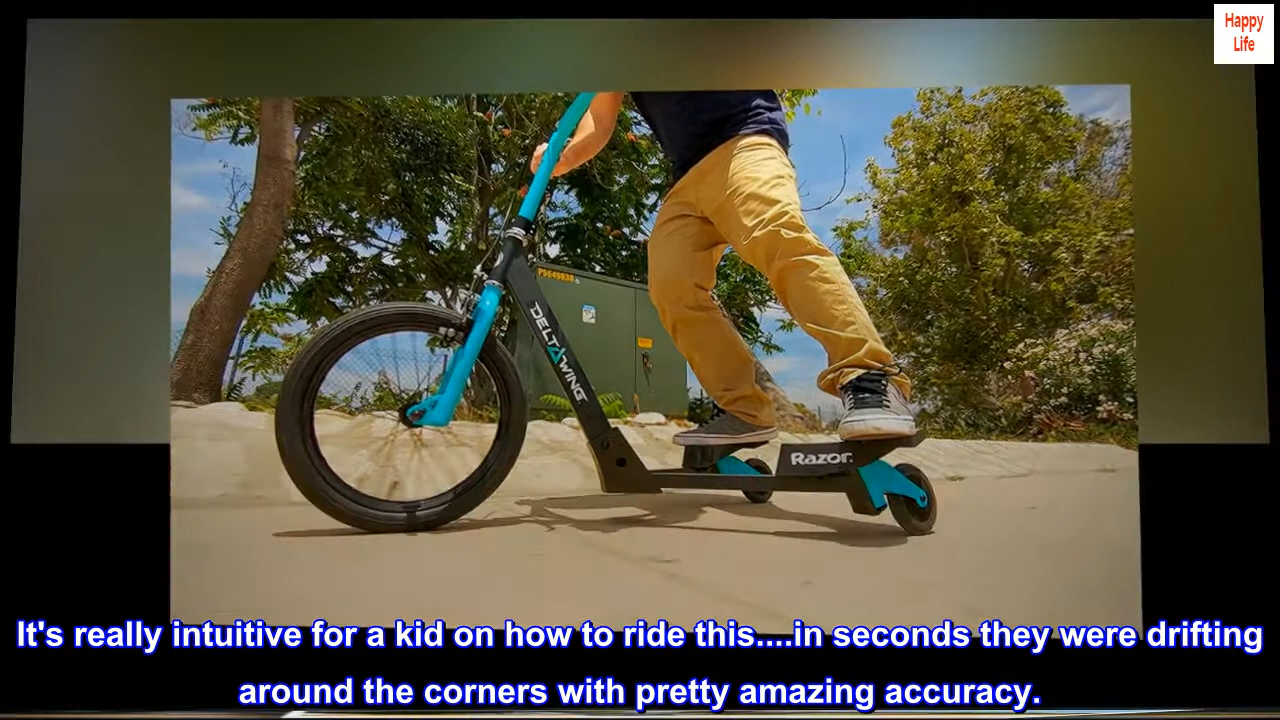 Happy
Life
PS649838
DELTAWING
Razor.
It's really intuitive for a kid on how to ride this....in seconds they were drifting
around the corners with pretty amazing accuracy.